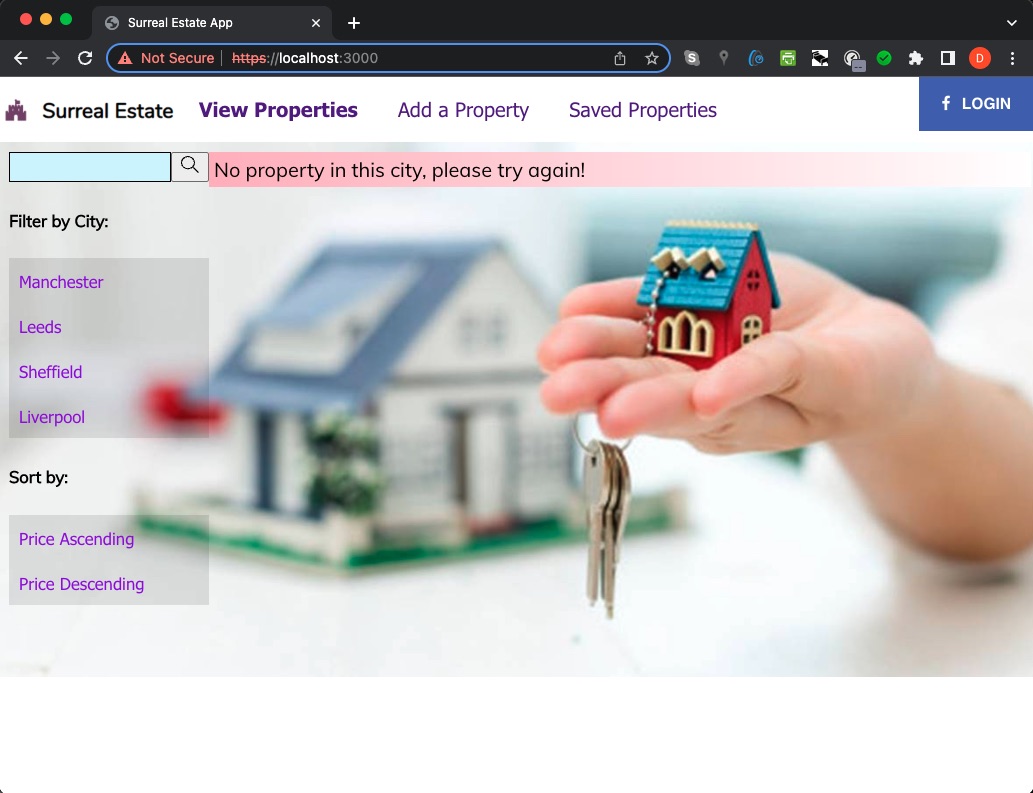 Surreal Estate App
Not Secure https://localhost:3000
S
D
Surreal Estate View Properties Add a Property Saved Properties f LOGIN
No property in this city, please try again!
Filter by City:
Manchester
Leeds
Sheffield
Liverpool
Sort by:
Price Ascending
Price Descending